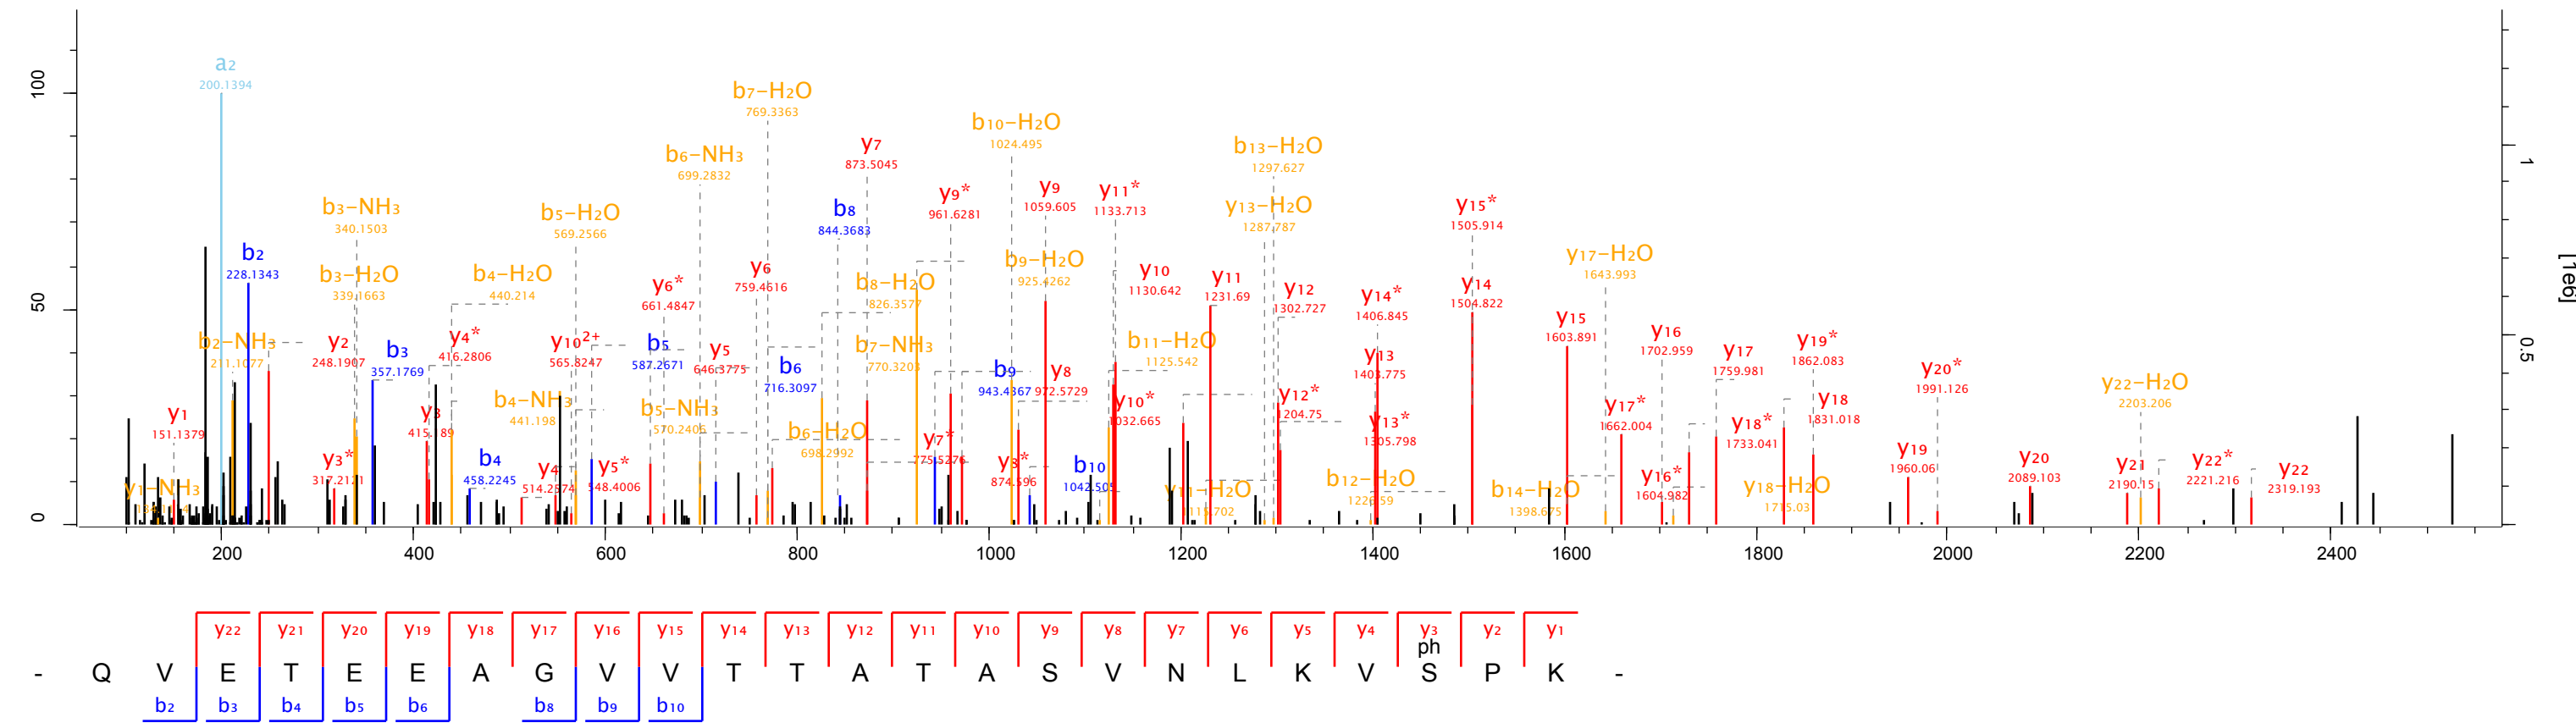 100
50
0
1
0.5
[1e6]
a2
200.1394
b2
228.1343
b2-NH3
211.1077
y1
151.1379
y1-NH3
b3-NH3
340.1503
b3-H2O
339.1663
y2
248.1907
y3*
317.2121
b3
357.1769
y3
y4*
416.2806
b4-H2O
440.214
b4
458.2245
b4-NH3
441.198
y4
514.2574
b5-H2O
569.2566
y10 2+
565.8247
y5*
548.4006
b5
587.2671
y6*
661.4847
b5-NH3
570.2406
b6-NH3
699.2832
y5
646.3775
y6
759.4616
b7-H2O
769.3363
b6
716.3097
b6-H2O
698.2992
b8
844.3683
y7
873.5045
b8-H2O
826.3577
b7-NH3
770.3203
y7*
775.5276
y9*
961.6281
b9
943.4367
b10-H2O
1024.495
y9
1059.605
b9-H2O
925.4262
y8
972.5729
y8*
874.596
b10
1042.505
y11*
1133.713
y10
1130.642
b11-H2O
1125.542
y10*
1032.665
y11
1231.69
y11-H2O
b13-H2O
1297.627
y13-H2O
1287.787
y12
1302.727
y12*
1204.75
b12-H2O
y14*
1406.845
y13
1403.775
y13*
1305.798
y15*
1505.914
y14
1504.822
b14-H2O
1398.675
y15
1603.891
y17-H2O
1643.993
y17*
1662.004
y16
1702.959
y16*
1604.982
y17
1759.981
y18*
1733.041
y18-H2O
1715.03
y19*
1862.083
y18
1831.018
y19
1960.06
y20*
1991.126
y20
2089.103
y21
2190.15
y22-H2O
2203.206
y22*
2221.216
y22
2319.193
200 400 600 800 1000 1200 1400 1600 1800 2000 2200 2400
y22 y21 y20 y19 y18 y17 y16 y15 y14 y13 y12 y11 y10 y9 y8 y7 y6 y5 y4 y3 y2 y1
ph
- Q V E T E E A G V V T T A T A S V N L K V S P K -
b2 b3 b4 b5 b6 b8 b9 b10